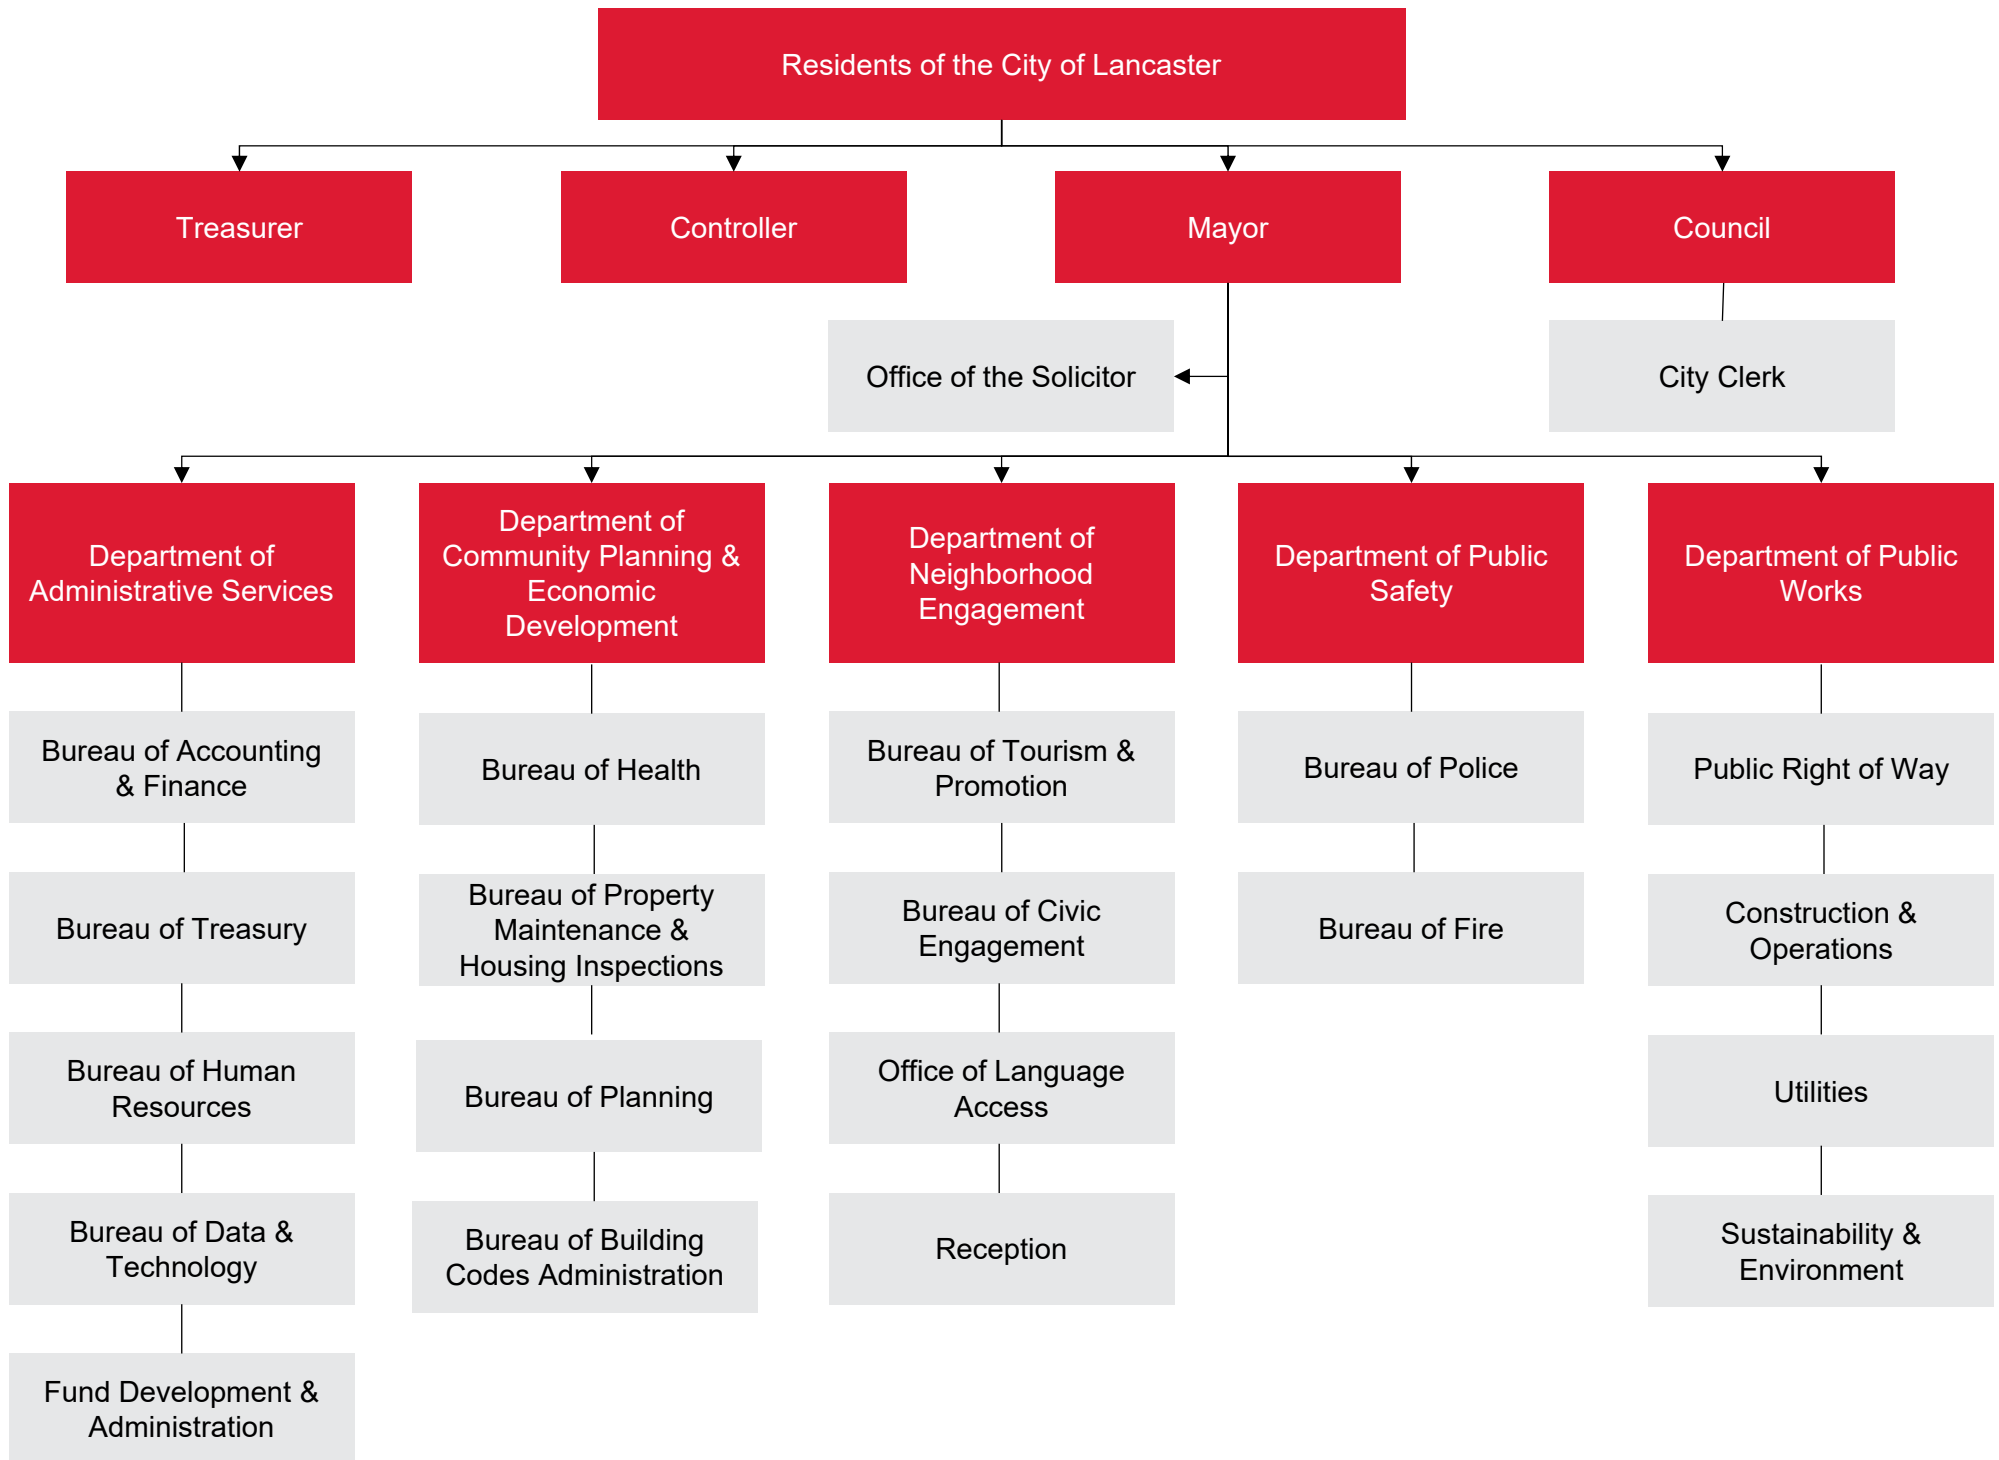 Residents of the City of Lancaster
Treasurer
Controller
Mayor
Council
Office of the Solicitor
City Clerk
Department of
Administrative Services
Department of
Community Planning &
Economic
Development
Department of
Neighborhood
Engagement
Department of Public
Safety
Department of Public
Works
Bureau of Accounting
& Finance
Bureau of Treasury
Bureau of Human
Resources
Bureau of Data &
Technology
Fund Development &
Administration
Bureau of Health
Bureau of Property
Maintenance &
Housing Inspections
Bureau of Planning
Bureau of Building
Codes Administration
Bureau of Tourism &
Promotion
Bureau of Civic
Engagement
Office of Language
Access
Reception
Bureau of Police
Bureau of Fire
Public Right of Way
Construction &
Operations
Utilities
Sustainability &
Environment